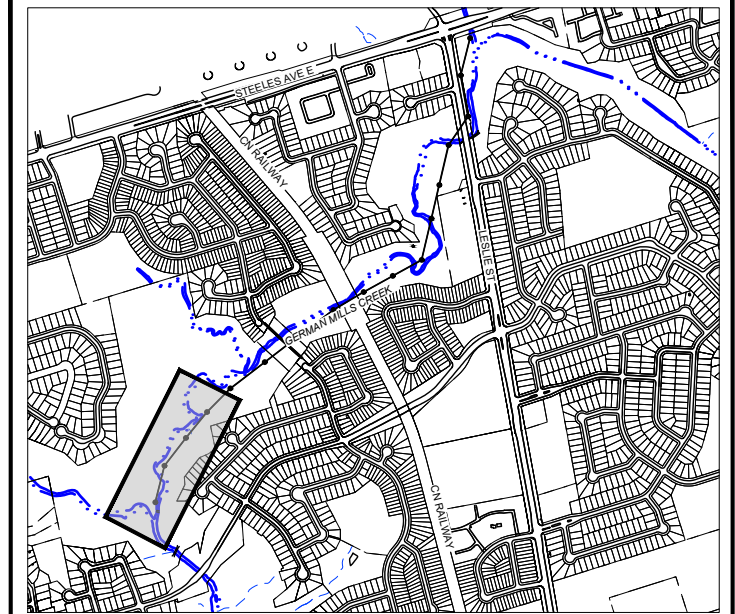 STEELES AVE E
CN RAILWAY
LESLIE ST
GERMAN MILLS CREEK
CN RAILWAY